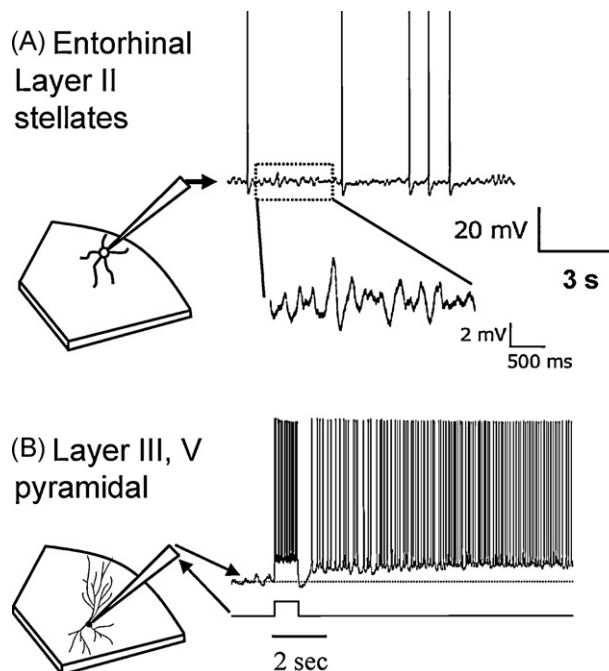 (A) Entorhinal
Layer II
stellates
20 mV
3 s
2 mV
500 ms
(B) Layer III, V
pyramidal
2 sec